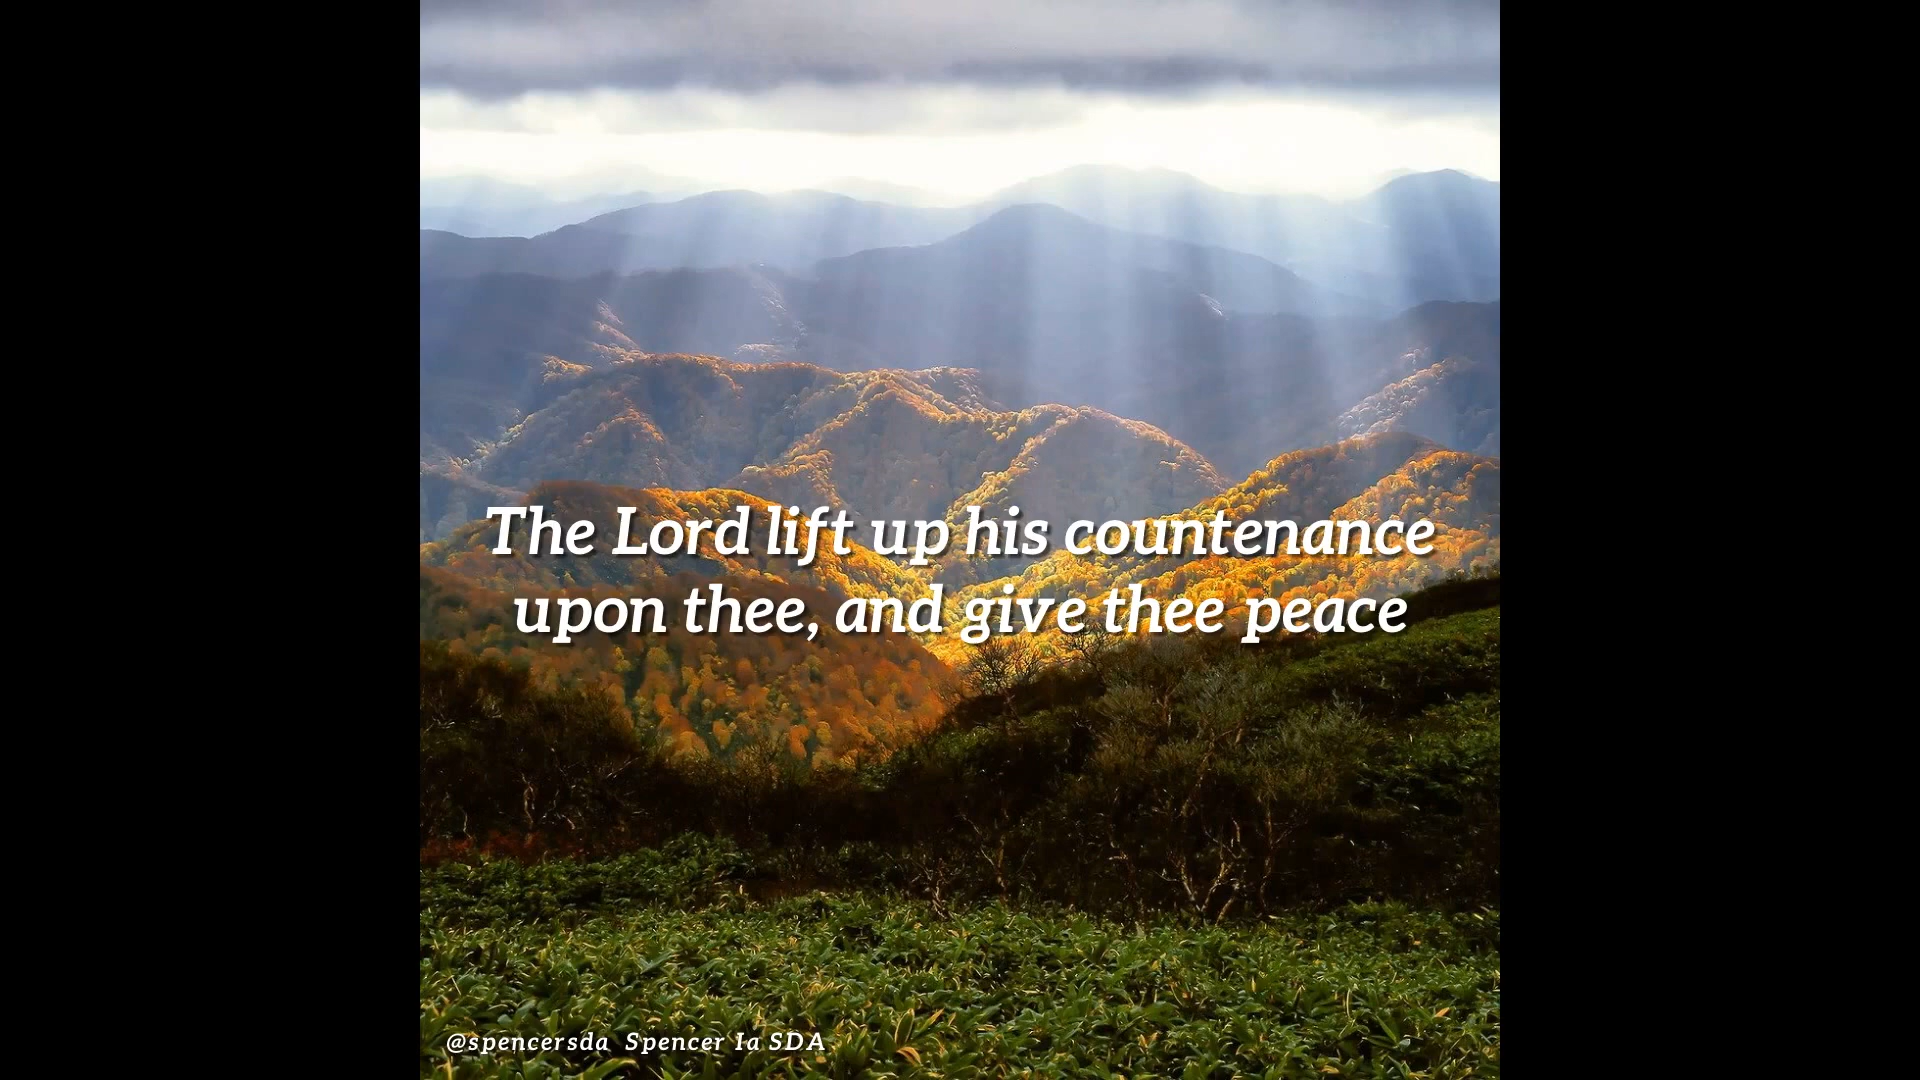 The Lord lift up his countenance
upon thee, and give thee peace
@spencersda Spencer Ia SDA